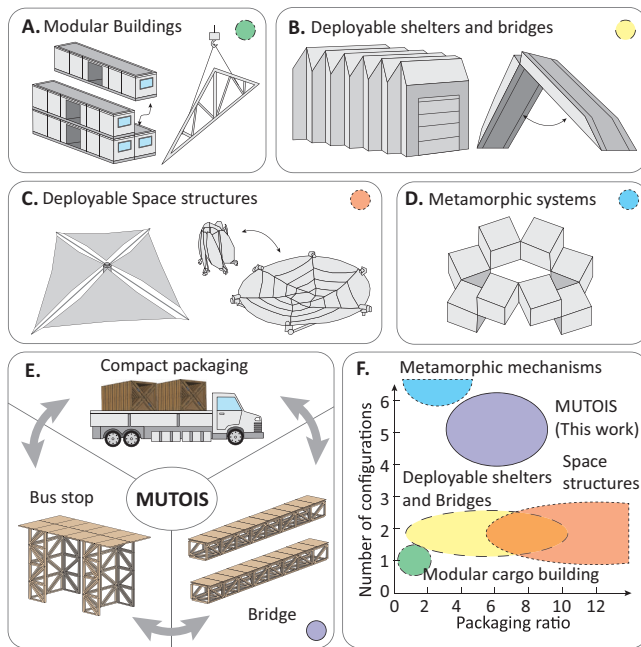 A. Modular Buildings
B. Deployable shelters and bridges
C. Deployable Space structures
D. Metamorphic systems
E.
Compact packaging
Bus stop
MUTOIS
Bridge
F.
Metamorphic mechanisms
MUTOIS
(This work)
Space
structures
Deployable shelters
and Bridges
Modular cargo building
Number of configurations
6
5
4
3
2
1
0
0 2 4 6 8 10 12
Packaging ratio